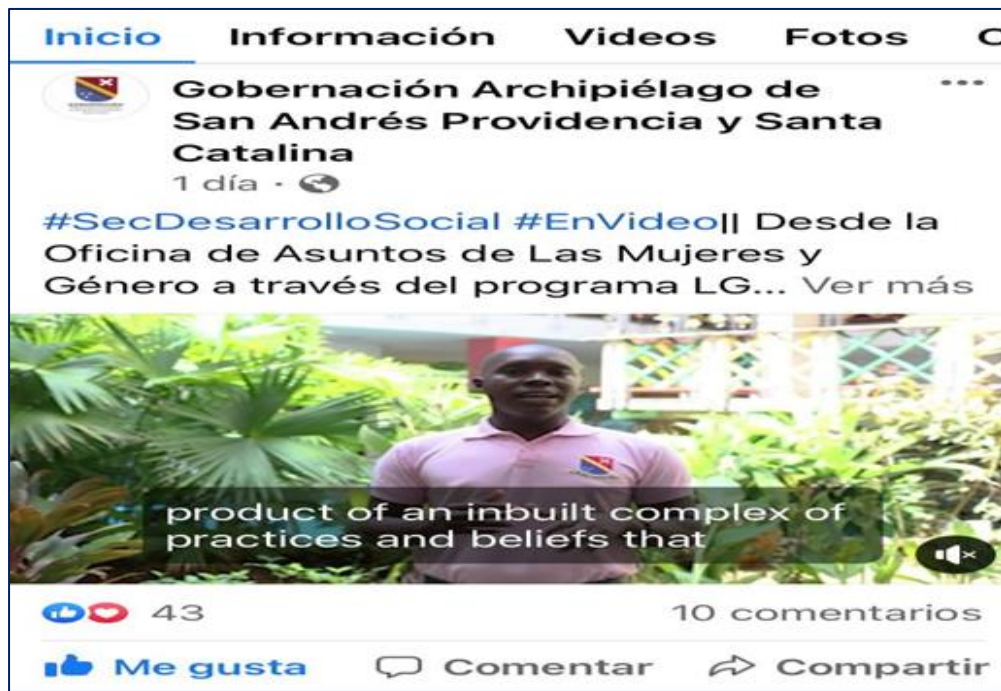 Inicio Información Videos Fotos
Gobernación Archipiélago de
San Andrés Providencia y Santa
Catalina
1 día ·
#SecDesarrolloSocial #EnVideo|| Desde la
Oficina de Asuntos de Las Mujeres y
Género a través del programa LG... Ver más
product of an inbuilt complex of
practices and beliefs that
43 10 comentarios
Me gusta Comentar Compartir